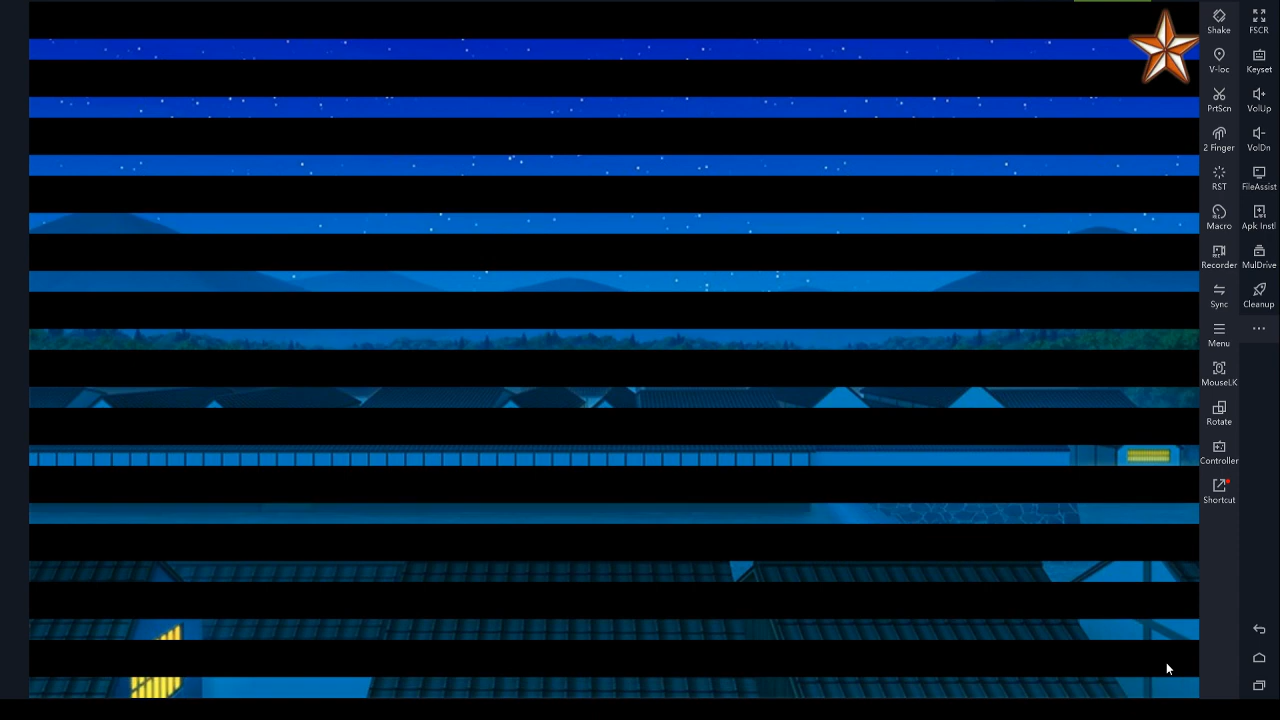 Shake
FSCR
V-loc
Keyset
PrtScn
VolUp
2 Finger
VolDn
RST
FileAssist
Macro
Apk Instl
Recorder
MulDrive
Sync
Cleanup
Menu
MouseLK
Rotate
Controller
Shortcut